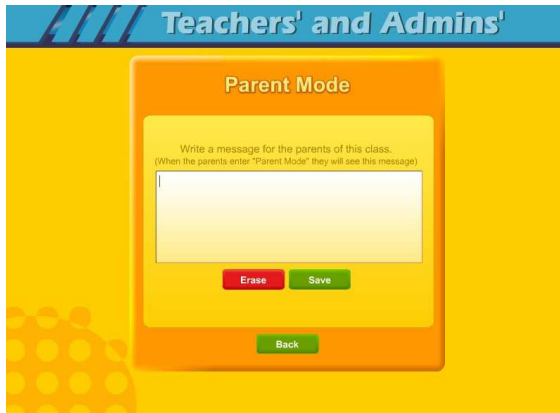 Teachers' and Admins'
Parent Mode
Write a message for the parents of this class.
(When the parents enter "Parent Mode" they will see this message)
Erase Save
Back